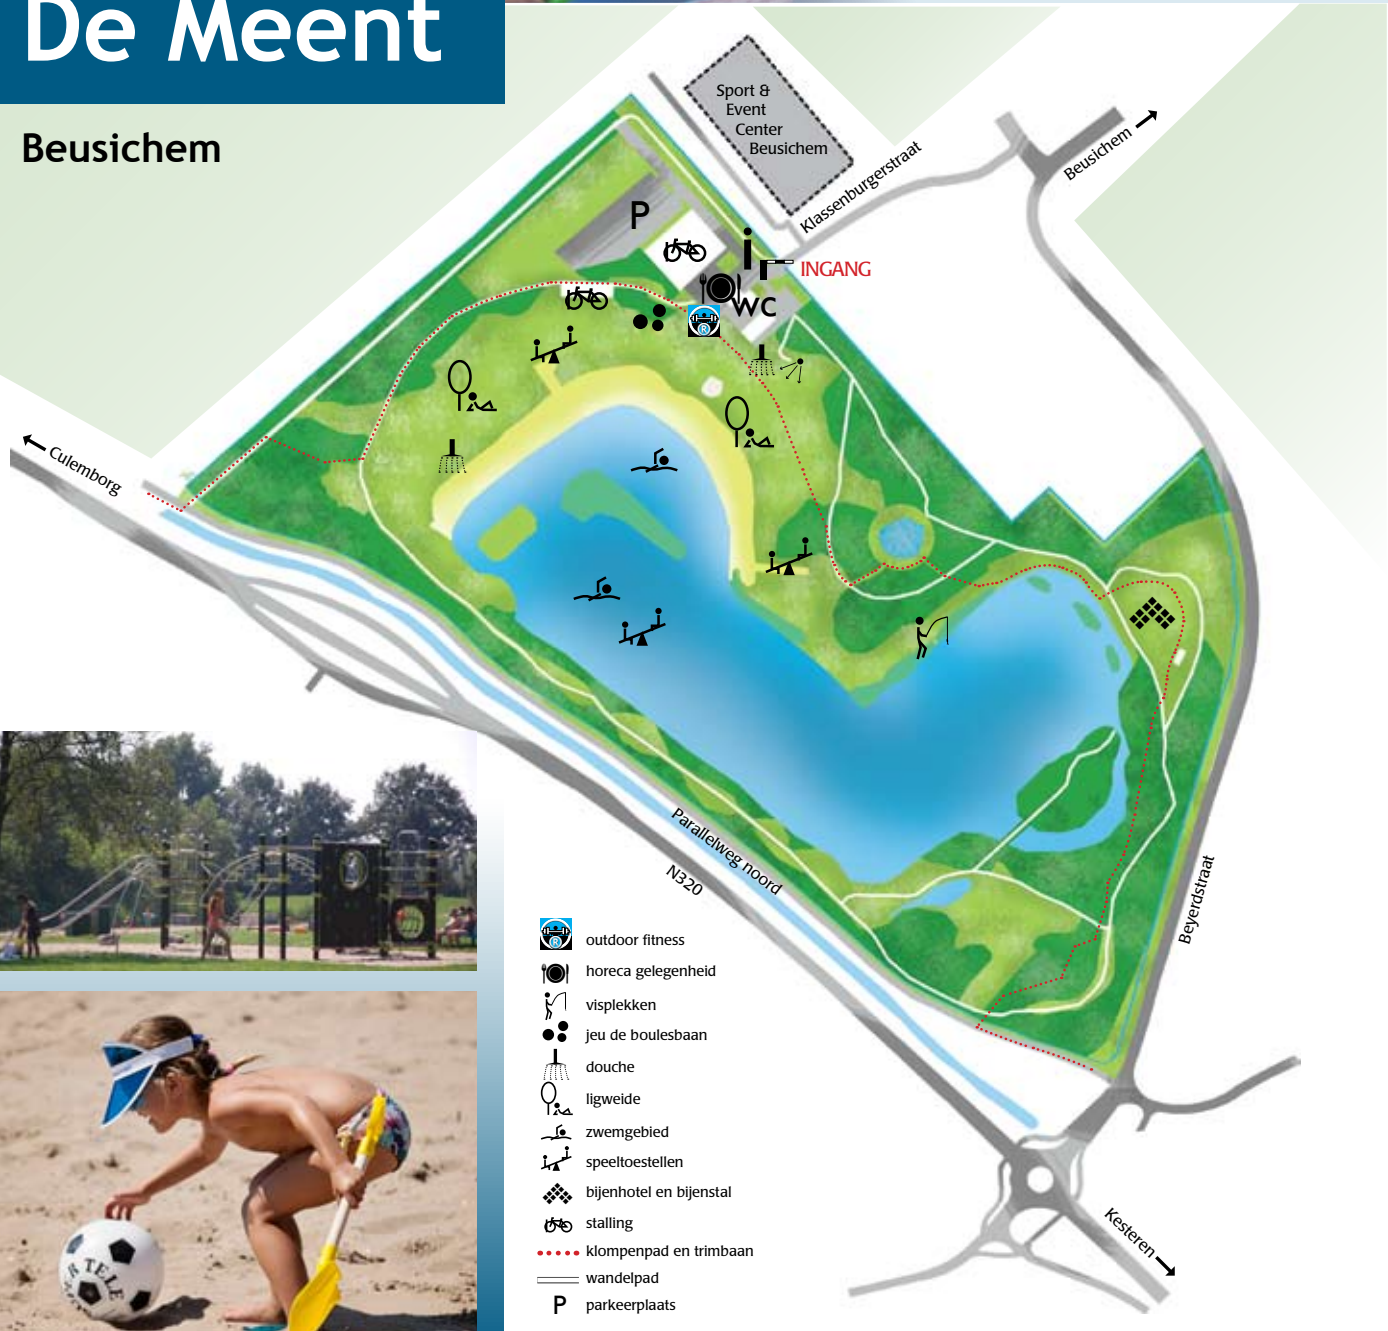 De Meent
Beusichem
Sport &
Event
Center
Beusichem
Klassenburgerstraat
Beusichem
P
INGANG
WC
R
Culemborg
Parallelweg noord
N320
Beyerdstraat
Kesteren
R
outdoor fitness
horeca gelegenheid
visplekken
jeu de boulesbaan
douche
ligweide
zwemgebied
speeltoestellen
bijenhotel en bijenstal
stalling
klompenpad en trimbaan
wandelpad
P parkeerplaats
TELE